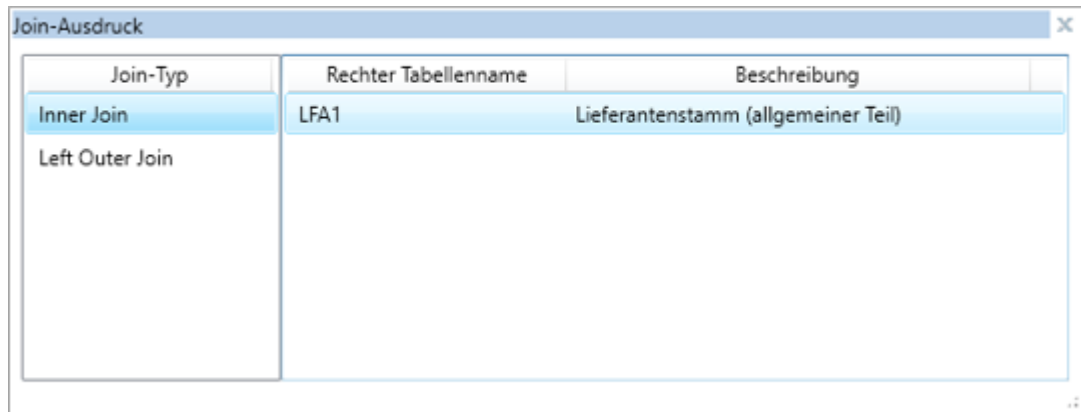 Join-Ausdruck
Join-Typ Rechter Tabellenname Beschreibung
Inner Join LFA1 Lieferantenstamm (allgemeiner Teil)
Left Outer Join